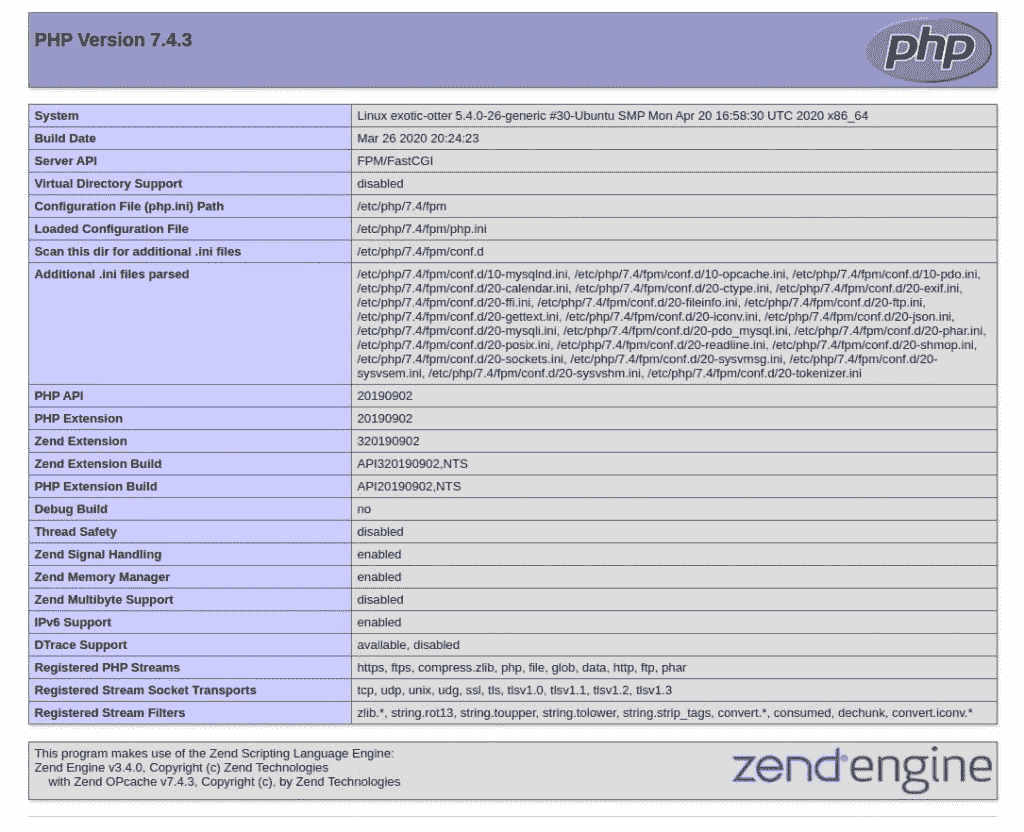 PHP Version 7.4.3
php
System Linux exotic-otter 5.4.0-26-generic #30-Ubuntu SMP Mon Apr 20 16:58:30 UTC 2020 x86_64
Build Date Mar 26 2020 20:24:23
Server API FPM/FastCGI
Virtual Directory Support disabled
Configuration File (php.ini) Path /etc/php/7.4/fpm
Loaded Configuration File /etc/php/7.4/fpm/php.ini
Scan this dir for additional .ini files /etc/php/7.4/fpm/conf.d
Additional .ini files parsed /etc/php/7.4/fpm/conf.d/10-mysqlnd.ini, /etc/php/7.4/fpm/conf.d/10-opcache.ini, /etc/php/7.4/fpm/conf.d/10-pdo.ini,
/etc/php/7.4/fpm/conf.d/20-calendar.ini, /etc/php/7.4/fpm/conf.d/20-ctype.ini, /etc/php/7.4/fpm/conf.d/20-exif.ini,
/etc/php/7.4/fpm/conf.d/20-ffi.ini, /etc/php/7.4/fpm/conf.d/20-fileinfo.ini, /etc/php/7.4/fpm/conf.d/20-ftp.ini,
/etc/php/7.4/fpm/conf.d/20-gettext.ini, /etc/php/7.4/fpm/conf.d/20-iconv.ini, /etc/php/7.4/fpm/conf.d/20-json.ini,
/etc/php/7.4/fpm/conf.d/20-mysqli.ini, /etc/php/7.4/fpm/conf.d/20-pdo_mysql.ini, /etc/php/7.4/fpm/conf.d/20-phar.ini,
/etc/php/7.4/fpm/conf.d/20-posix.ini, /etc/php/7.4/fpm/conf.d/20-readline.ini, /etc/php/7.4/fpm/conf.d/20-shmop.ini,
/etc/php/7.4/fpm/conf.d/20-sockets.ini, /etc/php/7.4/fpm/conf.d/20-sysvmsg.ini, /etc/php/7.4/fpm/conf.d/20-
sysvsem.ini, /etc/php/7.4/fpm/conf.d/20-sysvshm.ini, /etc/php/7.4/fpm/conf.d/20-tokenizer.ini
PHP API 20190902
PHP Extension 20190902
Zend Extension 320190902
Zend Extension Build API320190902,NTS
PHP Extension Build API20190902,NTS
Debug Build no
Thread Safety disabled
Zend Signal Handling enabled
Zend Memory Manager enabled
Zend Multibyte Support disabled
IPv6 Support enabled
DTrace Support available, disabled
Registered PHP Streams https, ftps, compress.zlib, php, file, glob, data, http, ftp, phar
Registered Stream Socket Transports tcp, udp, unix, udg, ssl, tls, tlsv1.0, tlsv1.1, tlsv1.2, tlsv1.3
Registered Stream Filters zlib.*, string.rot13, string.toupper, string.tolower, string.strip_tags, convert.*, consumed, dechunk, convert.iconv.*
This program makes use of the Zend Scripting Language Engine:
Zend Engine v3.4.0, Copyright (c) Zend Technologies
with Zend OPcache v7.4.3, Copyright (c), by Zend Technologies
zend engine